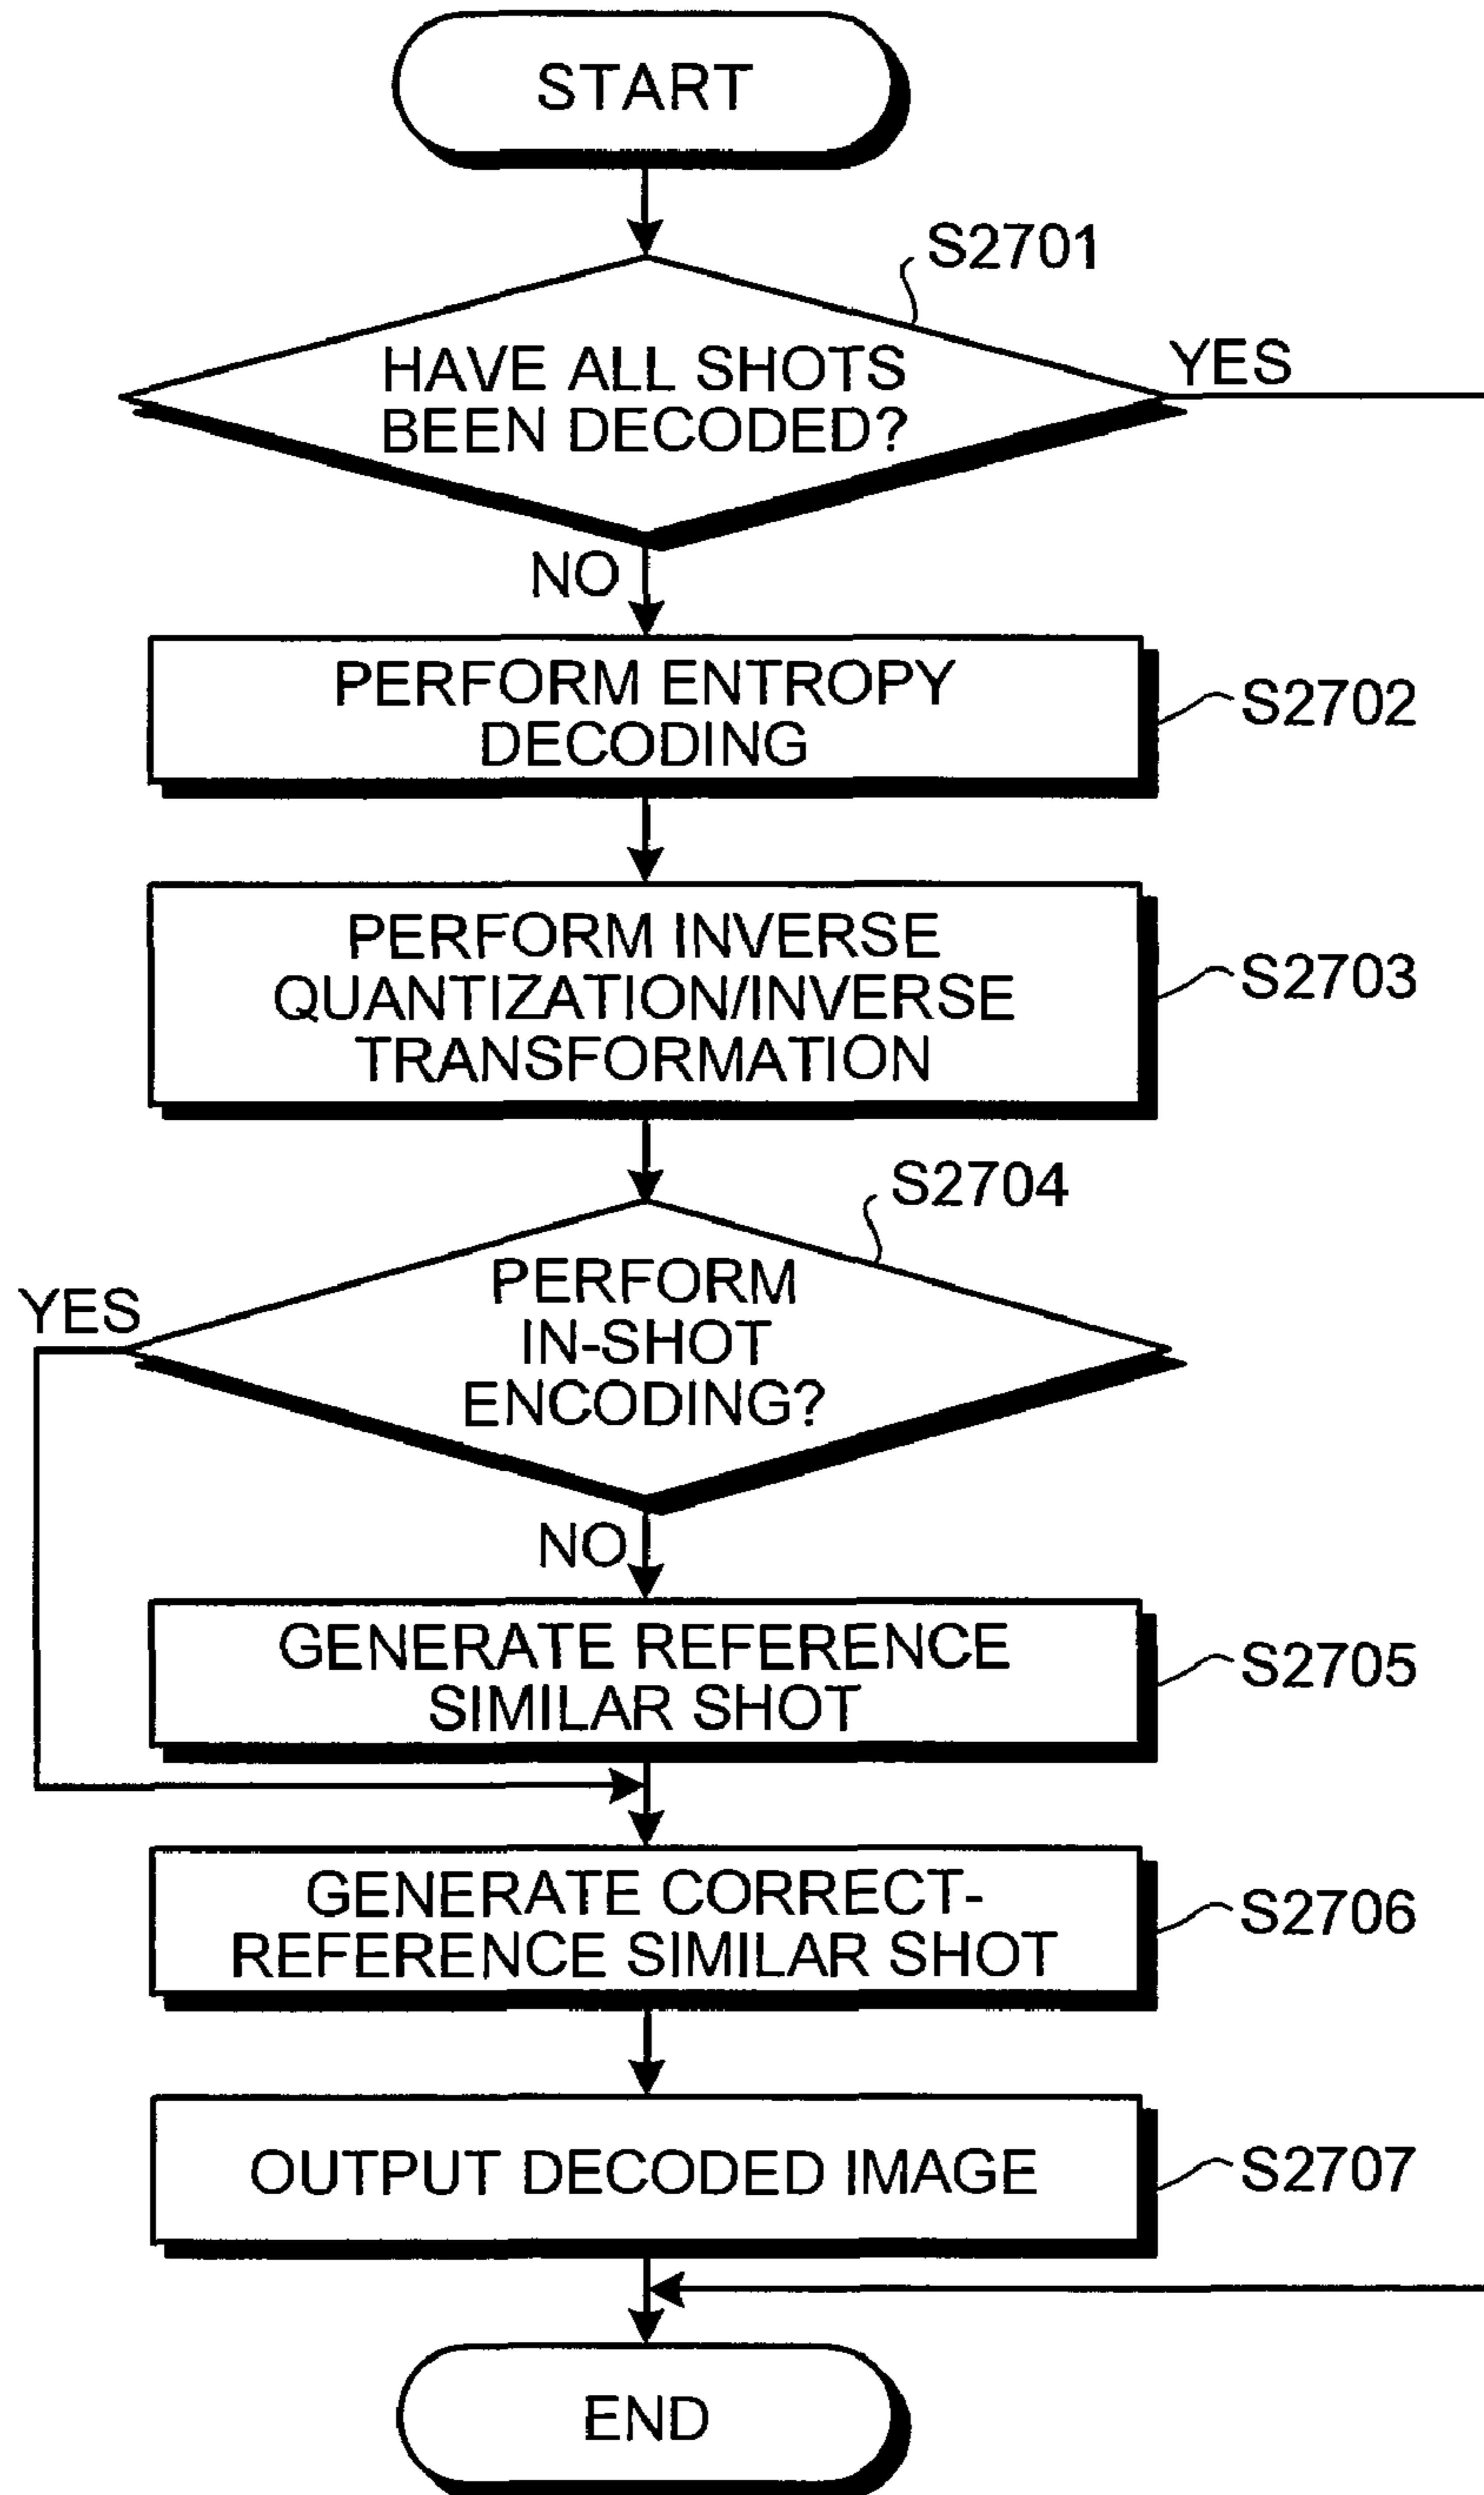 START
S2701
HAVE ALL SHOTS
BEEN DECODED?
YES
NO
PERFORM ENTROPY
DECODING
S2702
PERFORM INVERSE
QUANTIZATION/INVERSE
TRANSFORMATION
S2703
S2704
PERFORM
IN-SHOT
ENCODING?
YES
NO
GENERATE REFERENCE
SIMILAR SHOT
S2705
GENERATE CORRECT-
REFERENCE SIMILAR SHOT
S2706
OUTPUT DECODED IMAGE
S2707
END